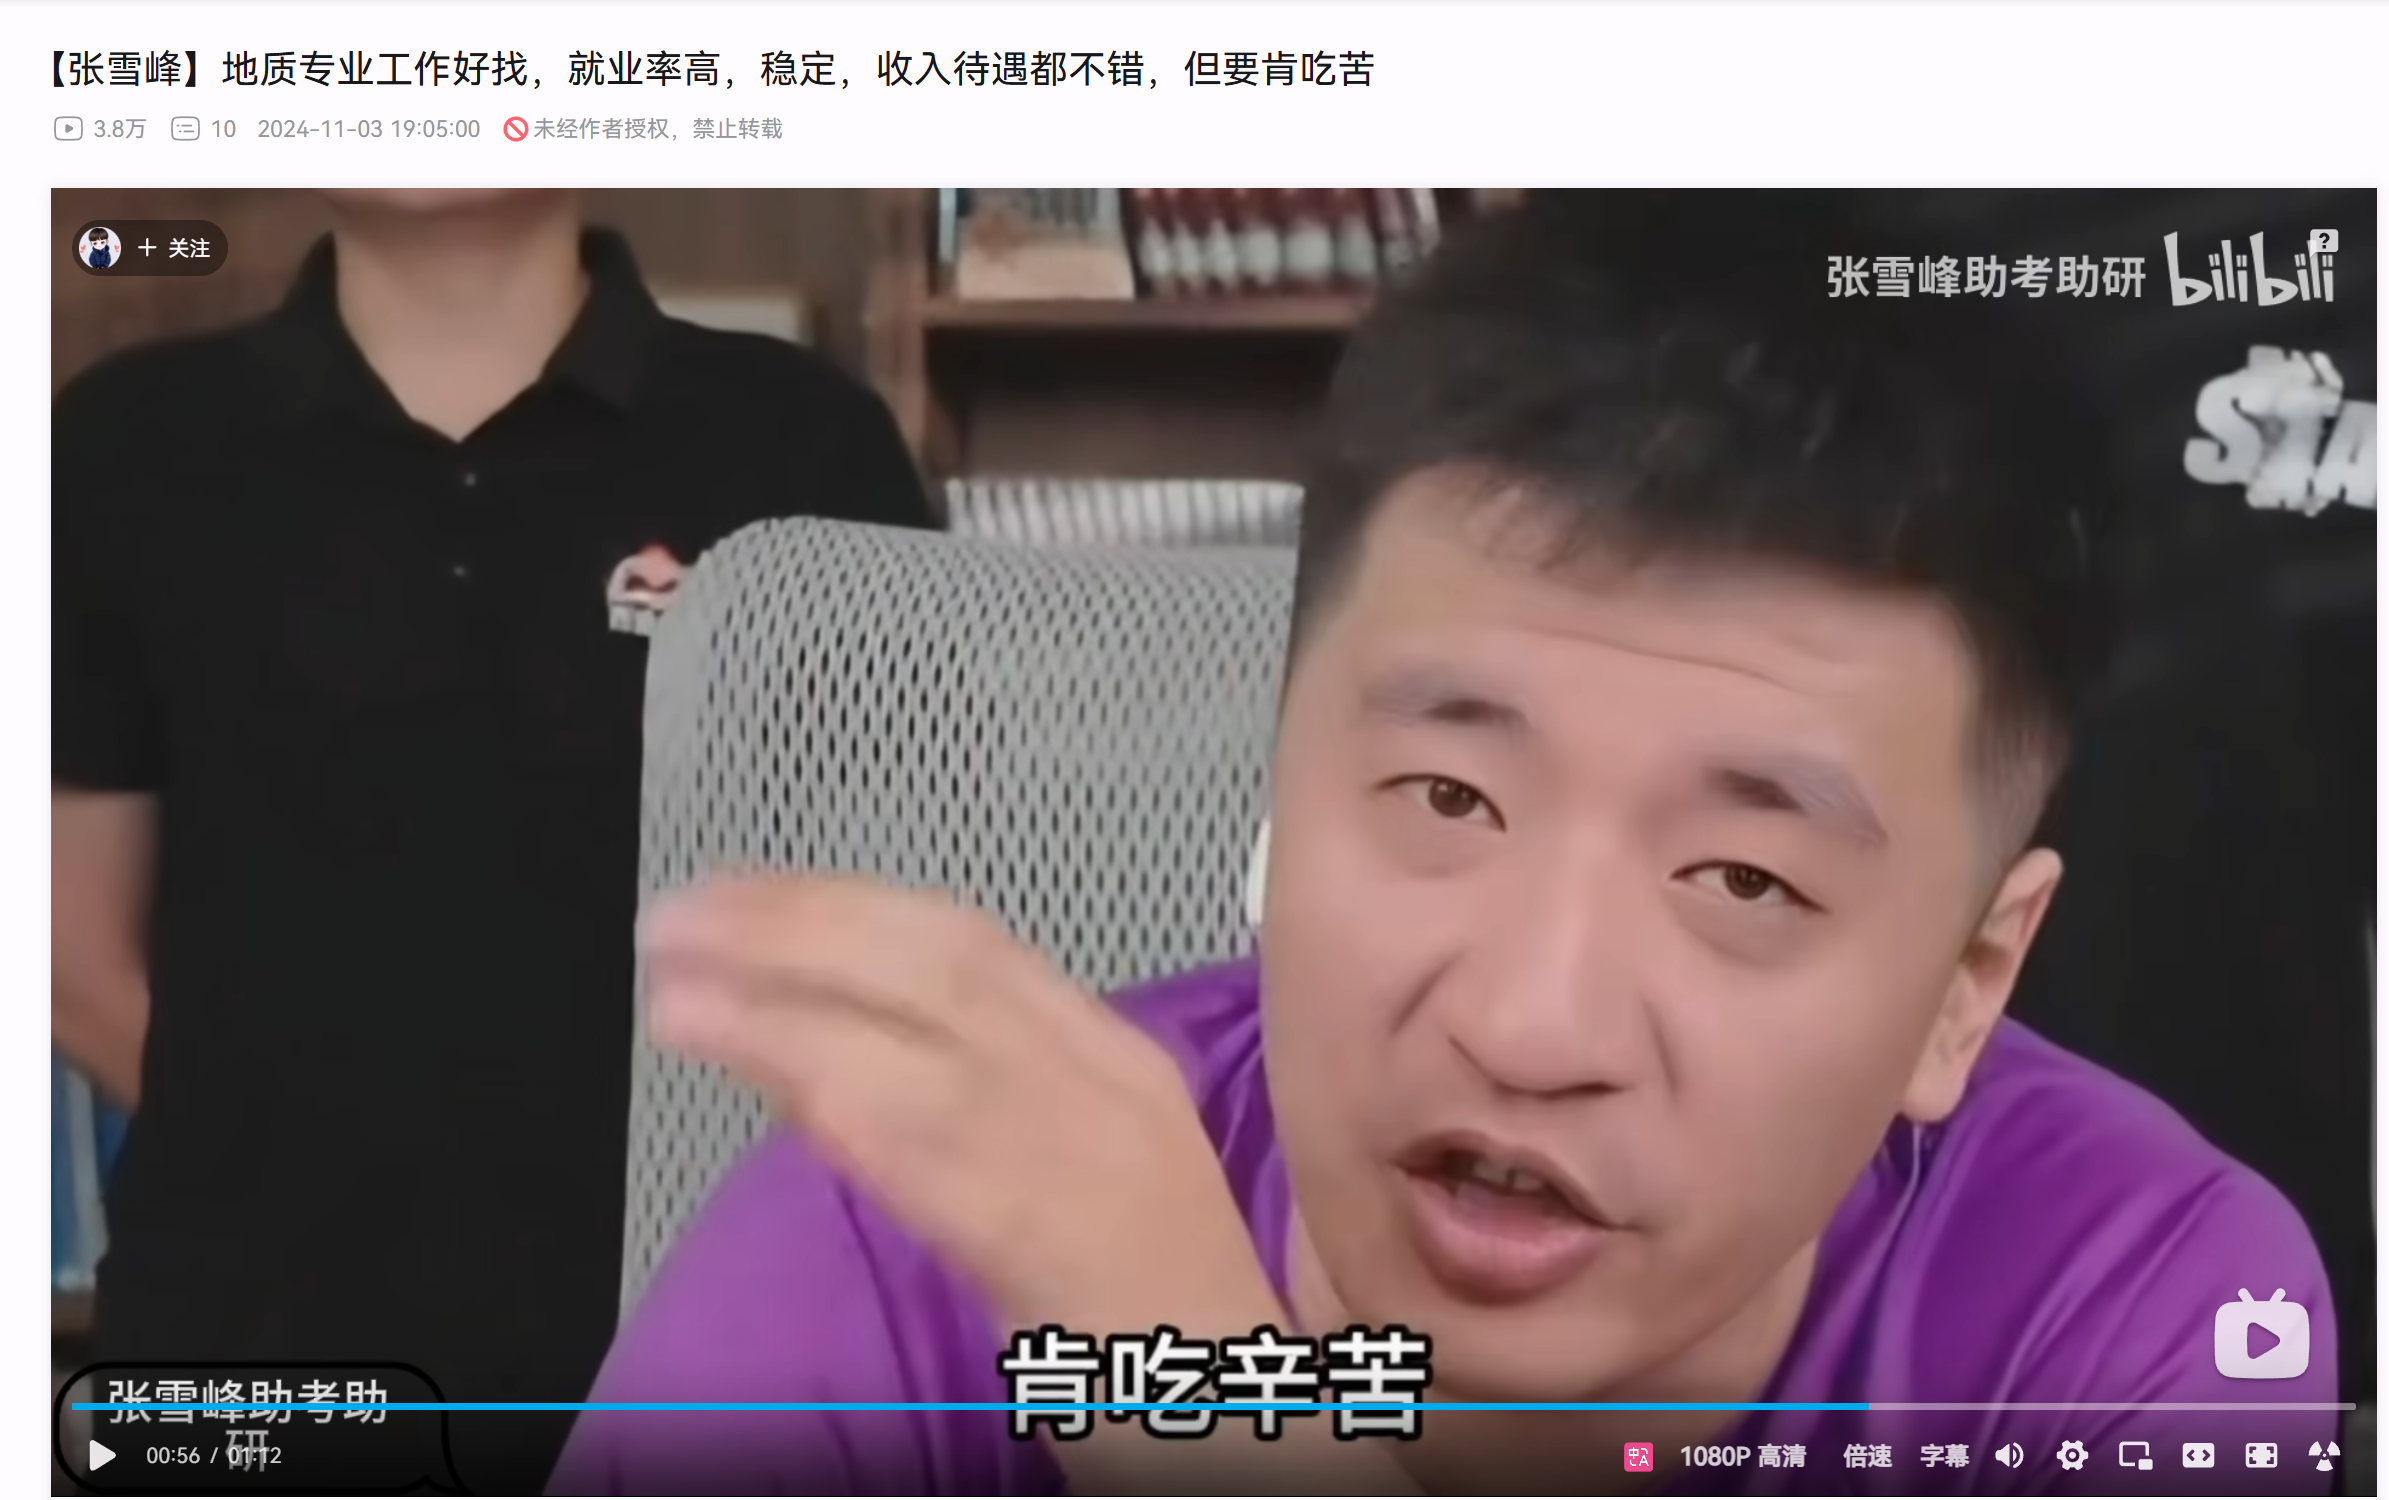 【张雪峰】地质专业工作好找，就业率高，稳定，收入待遇都不错，但要肯吃苦
3.8万 10 2024-11-03 19:05:00 未经作者授权，禁止转载
+ 关注
张雪峰助考助研 bilibili
?
STA
肯吃辛苦
张雪峰助考助
研
00:56 / 01:12
中A 1080P 高清 倍速 字幕